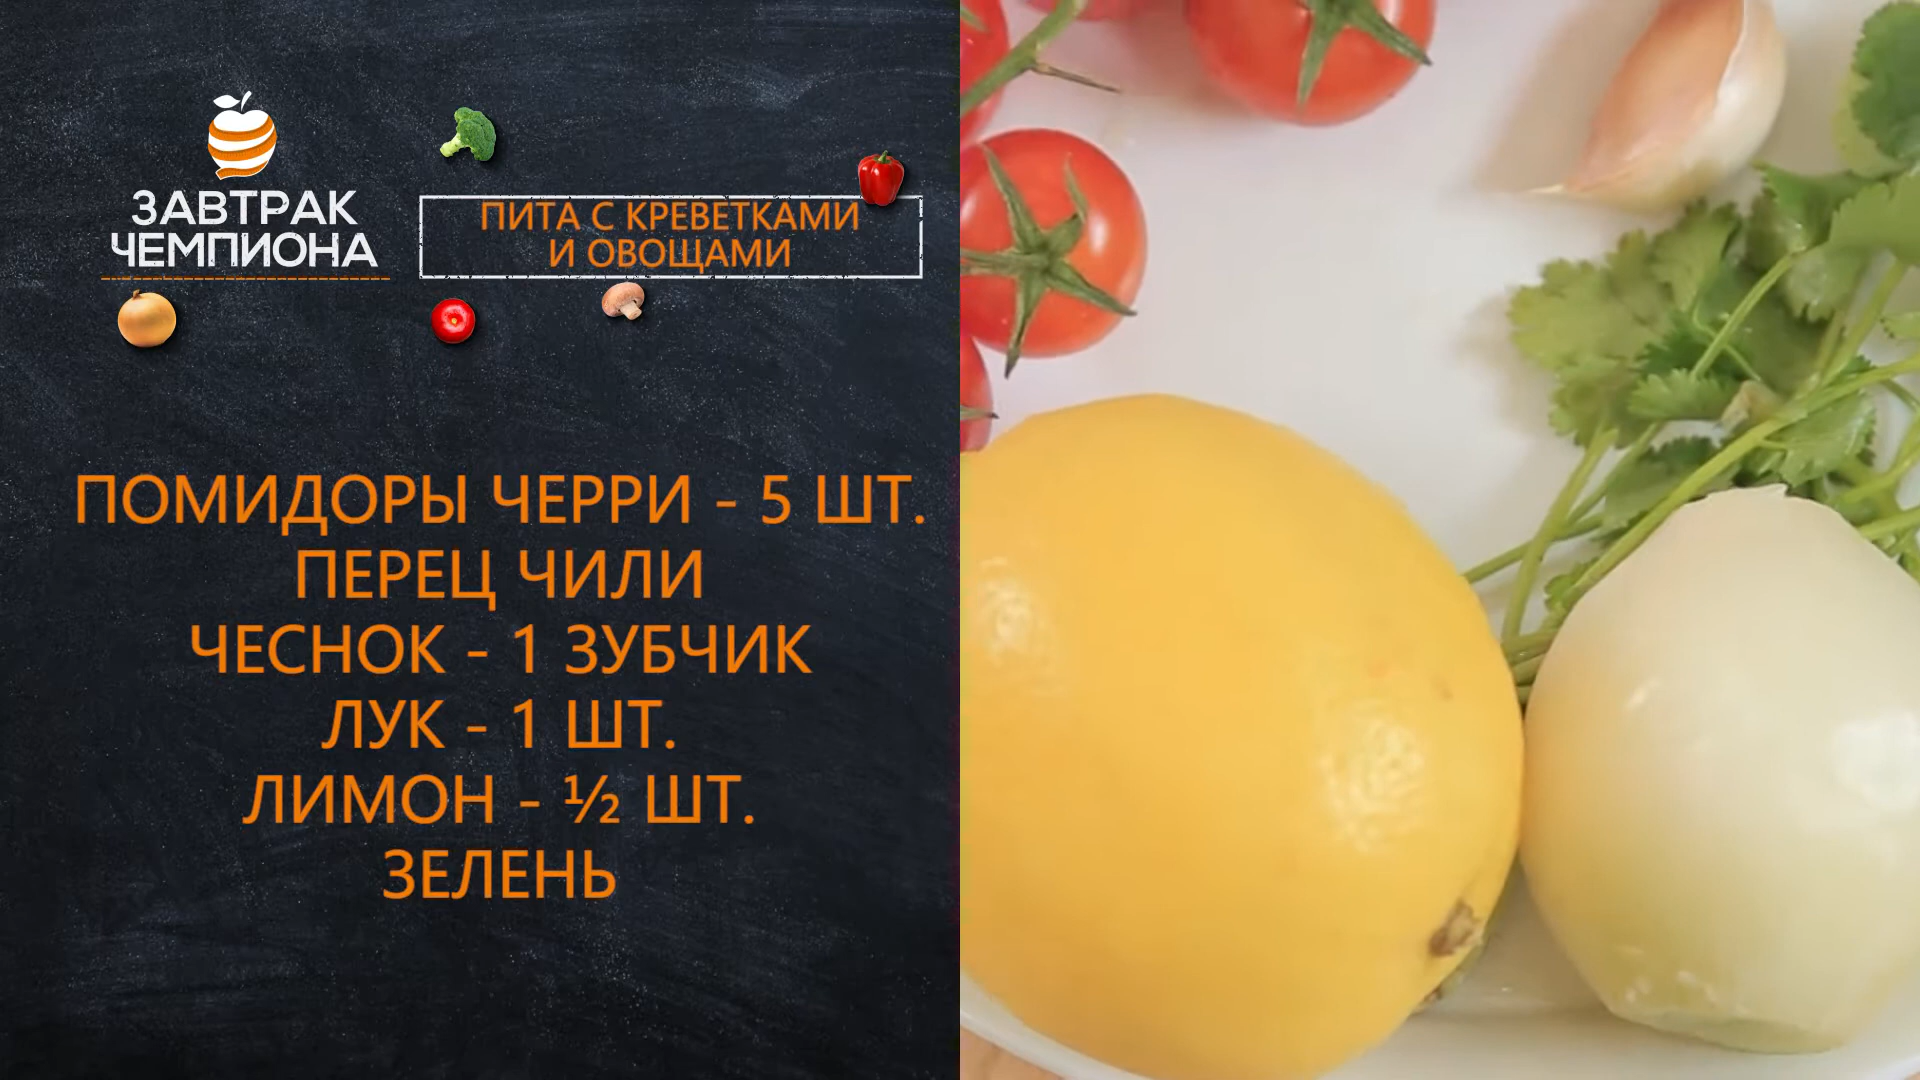 ЗАВТРАК
ЧЕМПИОНА
ПИТА С КРЕВЕТКАМИ
И ОВОЩАМИ
ПОМИДОРЫ ЧЕРРИ - 5 ШТ.
ПЕРЕЦ ЧИЛИ
ЧЕСНОК - 1 ЗУБЧИК
ЛУК - 1 ШТ.
ЛИМОН - ½ ШТ.
ЗЕЛЕНЬ